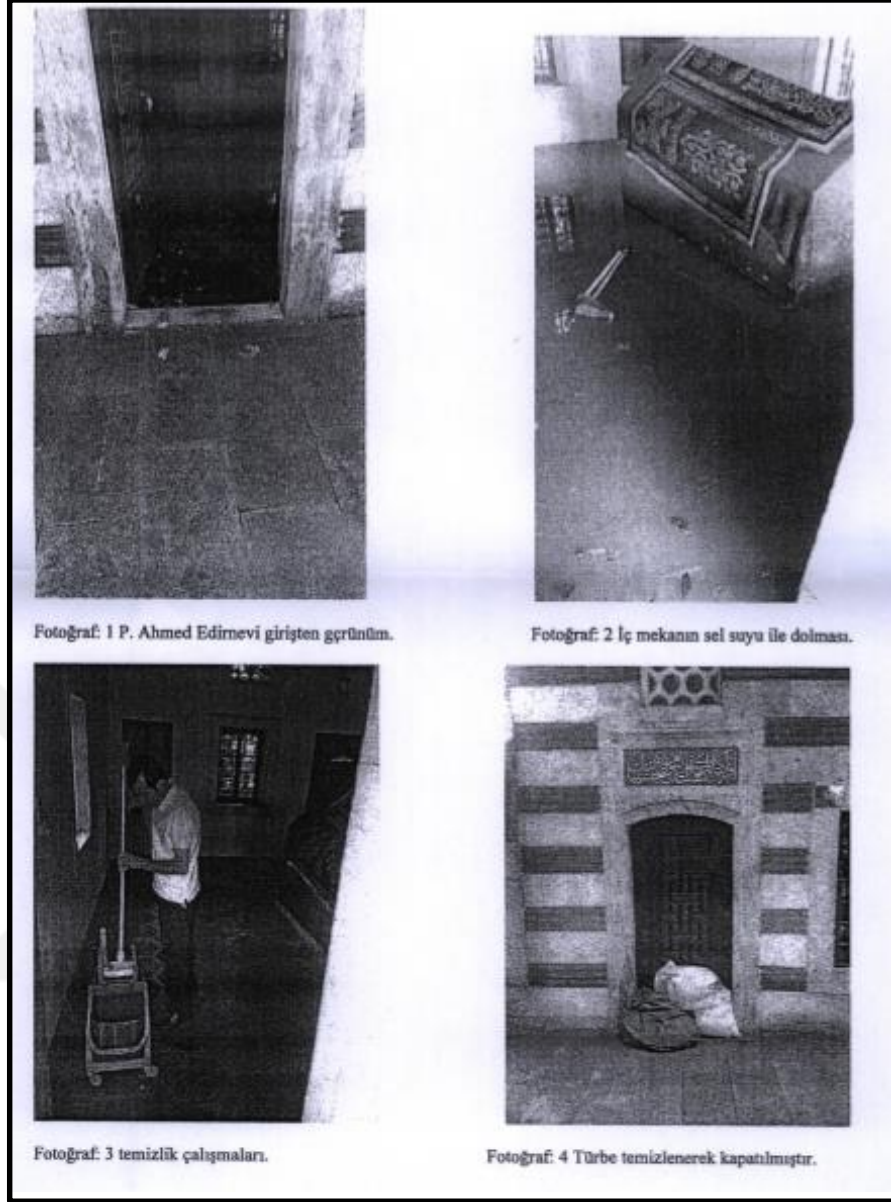 Fotoğraf: 1 P. Ahmed Edirnevi girişten gçrünüm.
Fotoğraf: 2 İç mekanın sel suyu ile dolması.
Fotoğraf: 3 temizlik çalışmaları.
Fotoğraf: 4 Türbe temizlenerek kapatılmıştır.